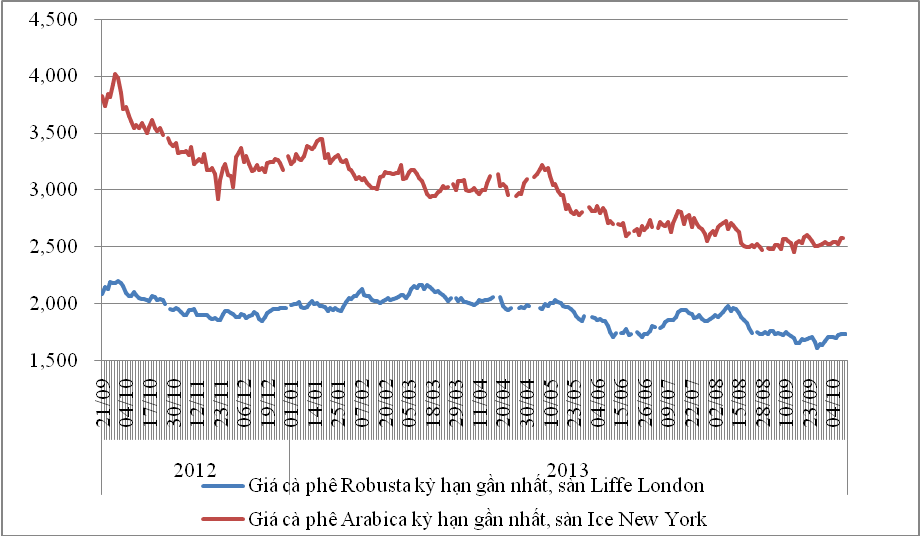 4,500
4,000
3,500
3,000
2,500
2,000
1,500
21/09 04/10 17/10 30/10 12/11 23/11 06/12 19/12 01/01 14/01 25/01 07/02 20/02 05/03 18/03 29/03 11/04 20/04 30/04 10/05 23/05 04/06 15/06 26/06 09/07 22/07 02/08 15/08 28/08 10/09 23/09 04/10
2012 2013
Giá cà phê Robusta kỳ hạn gần nhất, sàn Liffe London
Giá cà phê Arabica kỳ hạn gần nhất, sàn Ice New York